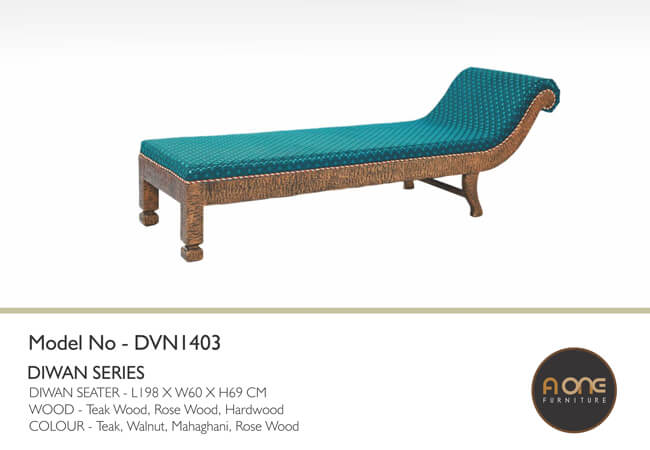 Model No - DVN1403
DIWAN SERIES
DIWAN SEATER - L198 X W60 X H69 CM
WOOD - Teak Wood, Rose Wood, Hardwood
COLOUR - Teak, Walnut, Mahaghani, Rose Wood
A ONE
FURNITURE